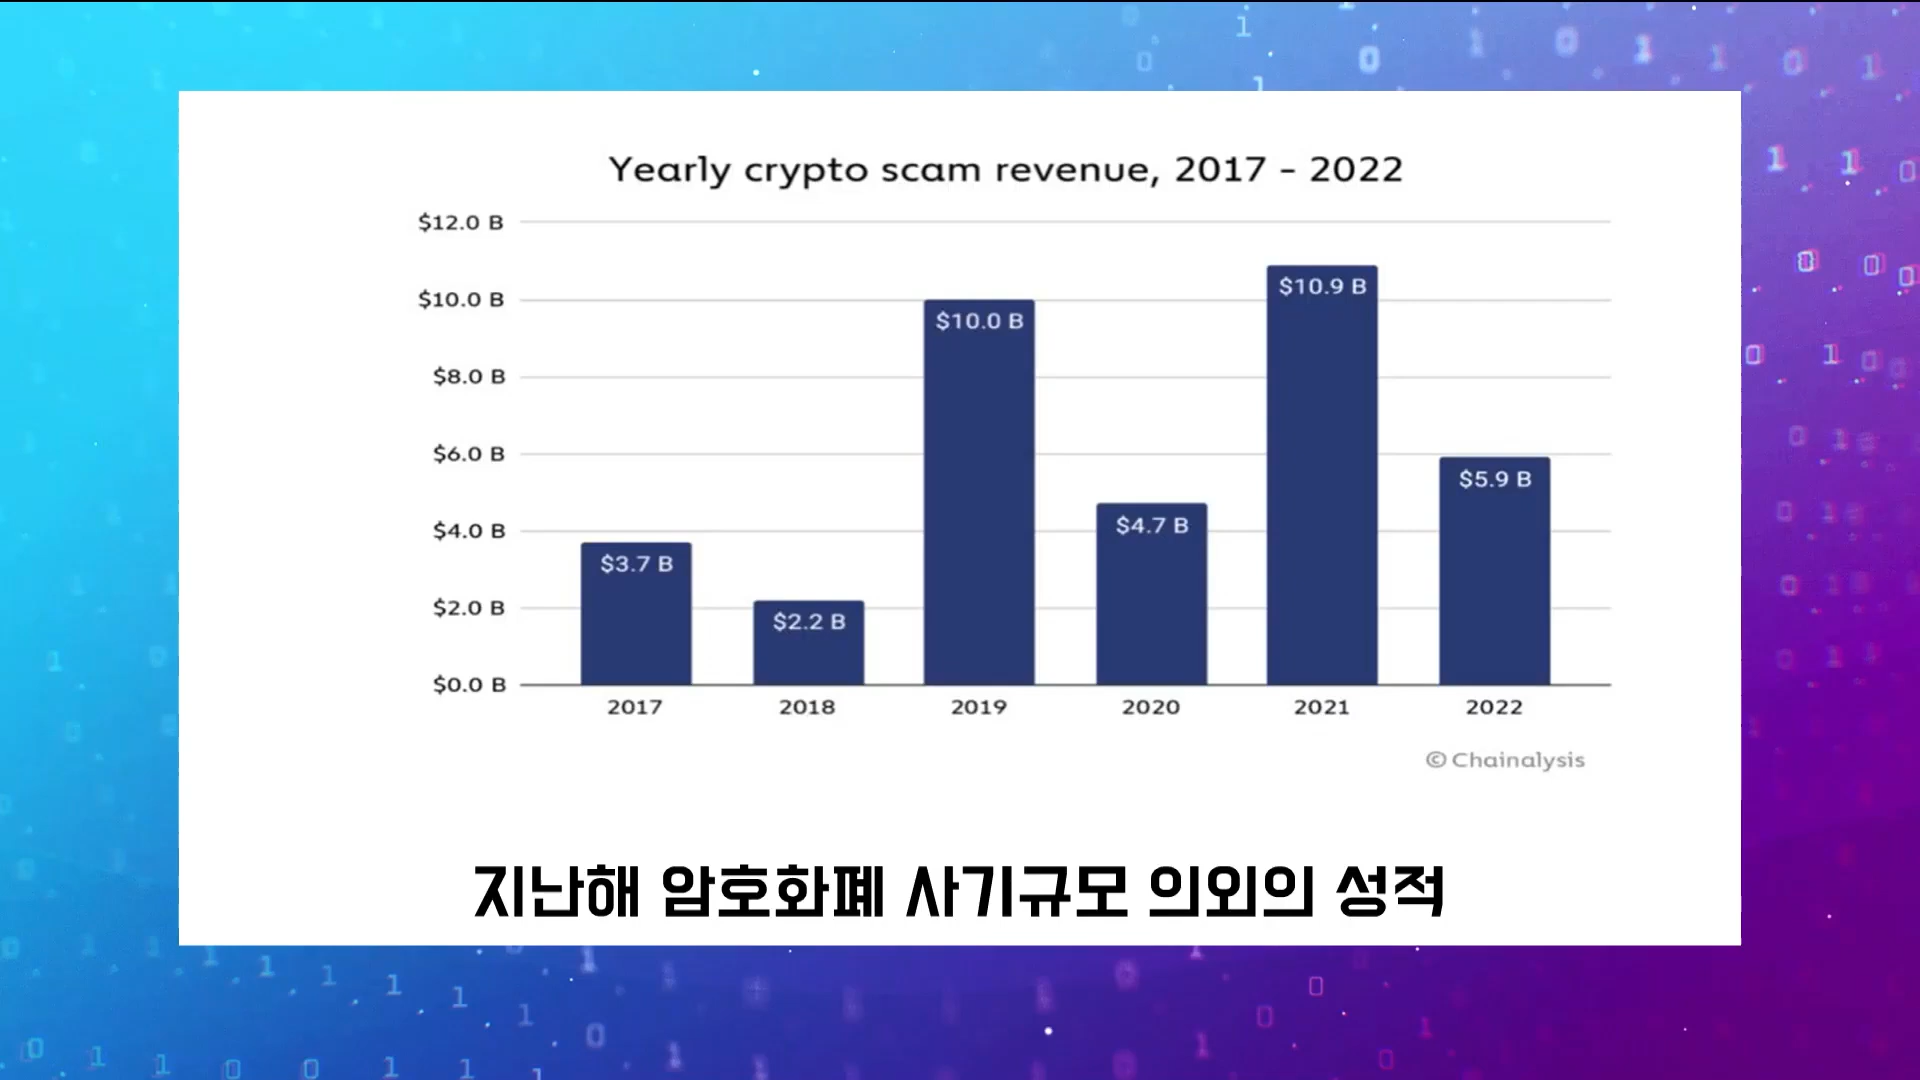 Yearly crypto scam revenue, 2017 - 2022
$12.0 B
$10.0 B
$8.0 B
$6.0 B
$4.0 B
$2.0 B
$0.0 B
$3.7 B
$2.2 B
$10.0 B
$4.7 B
$10.9 B
$5.9 B
2017 2018 2019 2020 2021 2022
© Chainalysis
지난해 암호화폐 사기규모 의외의 성적